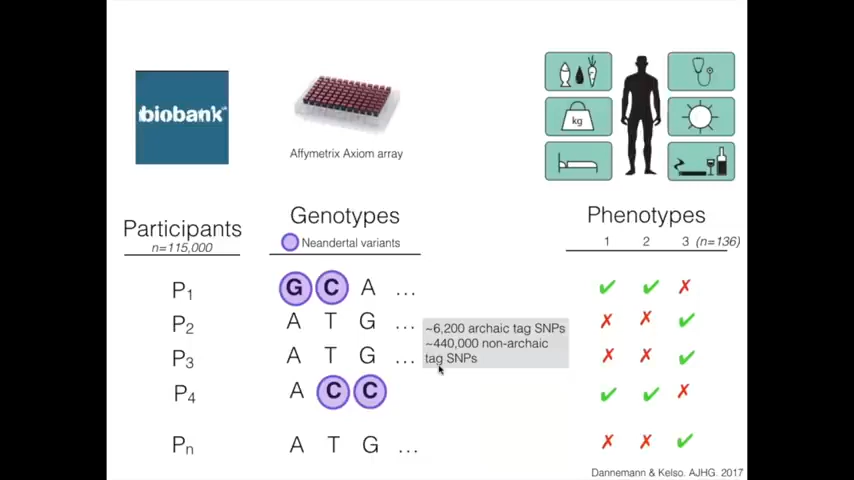 biobank
uk
Affymetrix Axiom array
kg
Participants
n=115,000
Genotypes
Neandertal variants
Phenotypes
1 2 3 (n=136)
P1 G C A ...
P2 A T G ...
P3 A T G ...
P4 A C C
Pn A T G ...
~6,200 archaic tag SNPs
~440,000 non-archaic
tag SNPs
Dannemann & Kelso. AJHG. 2017